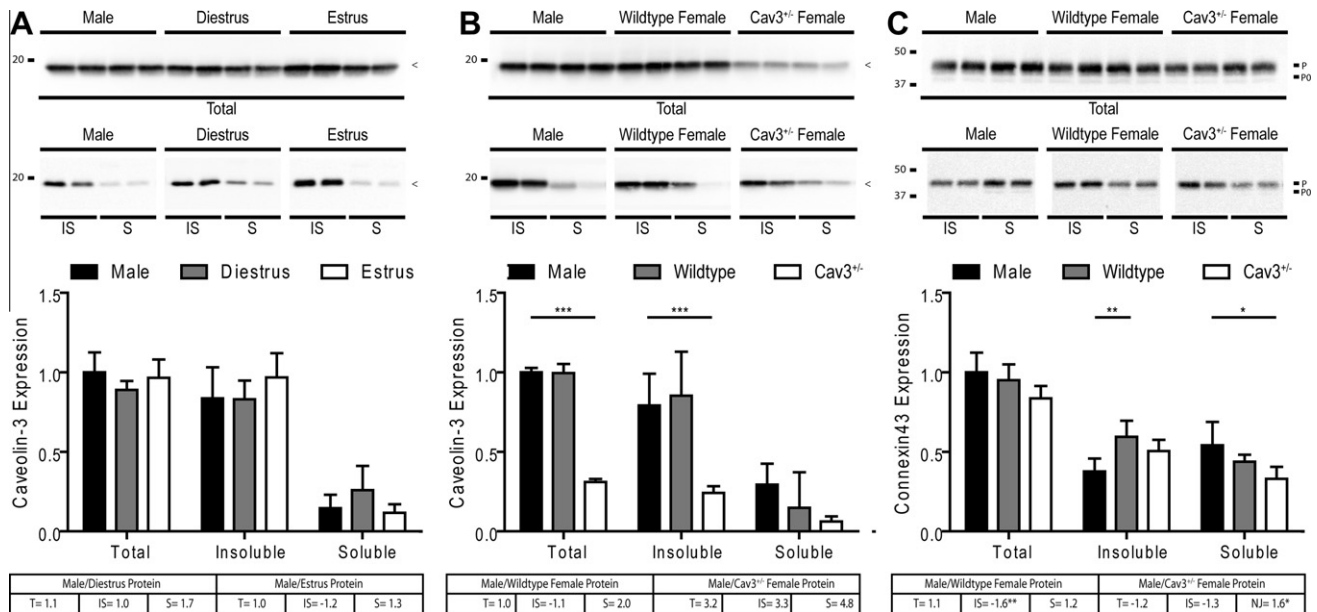 A
Male Diestrus Estrus
20
<
Total
Male Diestrus Estrus
20
<
IS S IS S IS S
Male Diestrus Estrus
Caveolin-3 Expression
1.5
1.0
0.5
0.0
Total Insoluble Soluble
Male/Diestrus Protein Male/Estrus Protein
T= 1.1 IS= 1.0 S= 1.7 T= 1.0 IS= -1.2 S= 1.3
B
Male Wildtype Female Cav3+/- Female
20
<
Total
Male Wildtype Female Cav3+/- Female
20
<
IS S IS S IS S
Male Wildtype Cav3+/-
Caveolin-3 Expression
1.5
*** ***
1.0
0.5
0.0
Total Insoluble Soluble
Male/Wildtype Female Protein Male/Cav3+/- Female Protein
T= 1.0 IS= -1.1 S= 2.0 T= 3.2 IS= 3.3 S= 4.8
C
Male Wildtype Female Cav3+/- Female
50
P
P0
37
Total
Male Wildtype Female Cav3+/- Female
50
P
P0
37
IS S IS S IS S
Male Wildtype Cav3+/-
Connexin43 Expression
1.5
** *
1.0
0.5
0.0
Total Insoluble Soluble
Male/Wildtype Female Protein Male/Cav3+/- Female Protein
T= 1.1 IS= -1.6** S= 1.2 T= -1.2 IS= -1.3 NJ= 1.6*